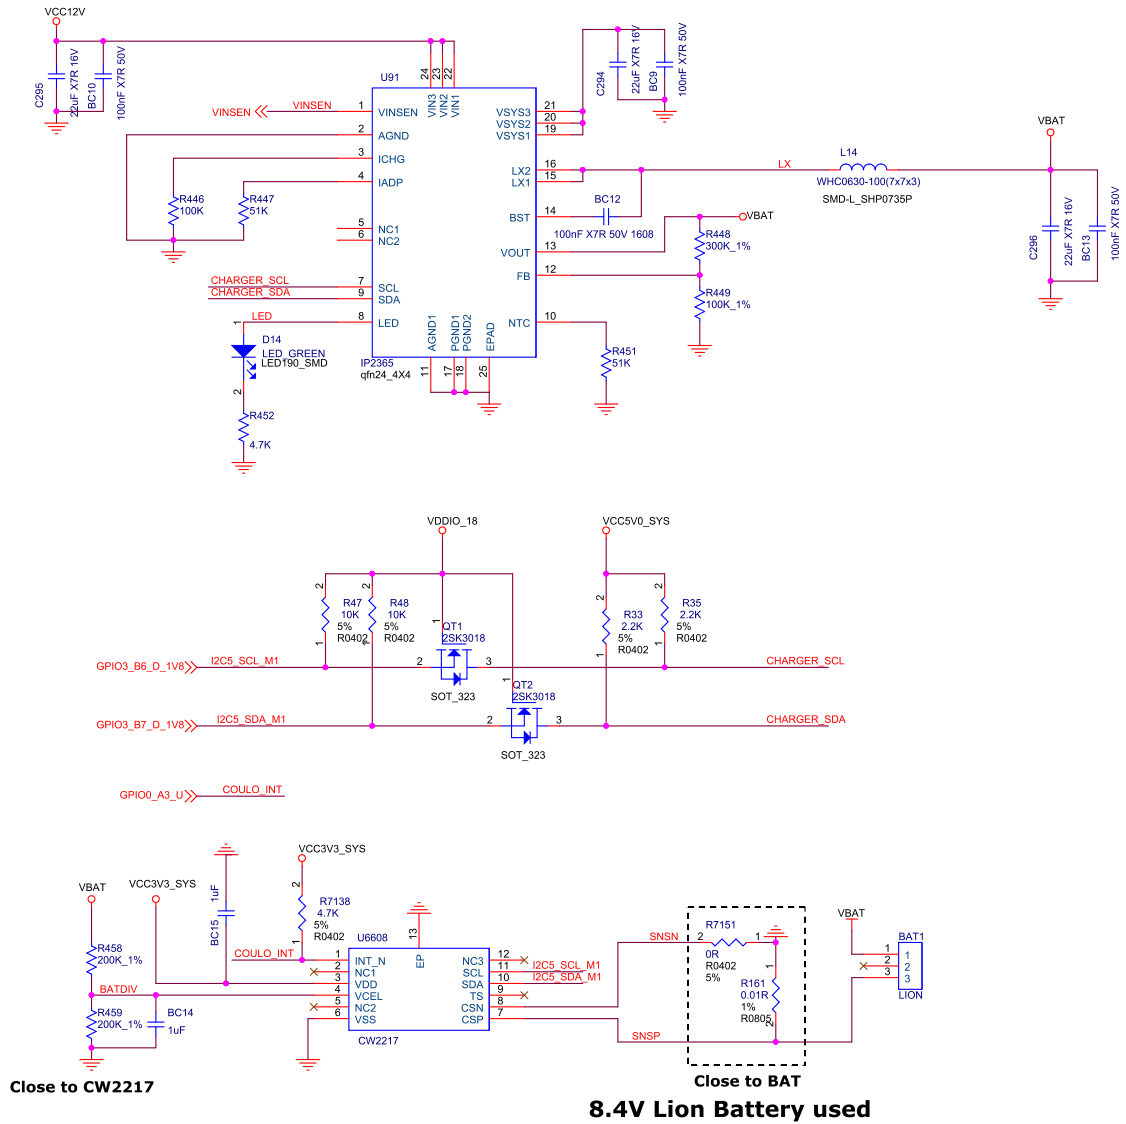 VCC12V
C295
22uF X7R 16V
BC10
100nF X7R 50V
U91
24
23
22
VIN3
VIN2
VIN1
VINSEN
VINSEN
1
VINSEN
2
AGND
3
ICHG
4
IADP
R446
100K
R447
51K
5
NC1
6
NC2
CHARGER_SCL
7
SCL
CHARGER_SDA
9
SDA
LED
8
LED
1
D14
LED_GREEN
LED190_SMD
2
R452
4.7K
IP2365
qfn24_4X4
AGND1
PGND1
PGND2
EPAD
11
17
18
25
VSYS3
21
VSYS2
20
VSYS1
19
LX2
16
LX1
15
BST
14
VOUT
13
FB
12
NTC
10
C294
22uF X7R 16V
BC9
100nF X7R 50V
BC12
100nF X7R 50V 1608
VBAT
R448
300K_1%
R449
100K_1%
R451
51K
LX
L14
WHC0630-100(7x7x3)
SMD-L_SHP0735P
VBAT
C296
22uF X7R 16V
BC13
100nF X7R 50V
VDDIO_18
VCC5V0_SYS
2
R47
10K
5%
R0402
1
2
R48
10K
5%
R0402
1
QT1
2SK3018
2
3
SOT_323
1
QT2
2SK3018
2
3
SOT_323
2
R33
2.2K
5%
R0402
1
2
R35
2.2K
5%
R0402
1
GPIO3_B6_D_1V8
I2C5_SCL_M1
CHARGER_SCL
GPIO3_B7_D_1V8
I2C5_SDA_M1
CHARGER_SDA
GPIO0_A3_U
COULO_INT
VBAT
VCC3V3_SYS
BC15
1uF
VCC3V3_SYS
2
R7138
4.7K
5%
R0402
1
COULO_INT
R458
200K_1%
BATDIV
R459
200K_1%
BC14
1uF
U6608
13
EP
1
INT_N
2
NC1
3
VDD
4
VCEL
5
NC2
6
VSS
NC3
12
SCL
11
I2C5_SCL_M1
SDA
10
I2C5_SDA_M1
TS
9
CSN
8
CSP
7
CW2217
SNSN
SNSP
R7151
2
1
0R
R0402
5%
1
R161
0.01R
1%
R0805
2
VBAT
BAT1
1
1
2
2
3
3
LION
Close to CW2217
Close to BAT
8.4V Lion Battery used